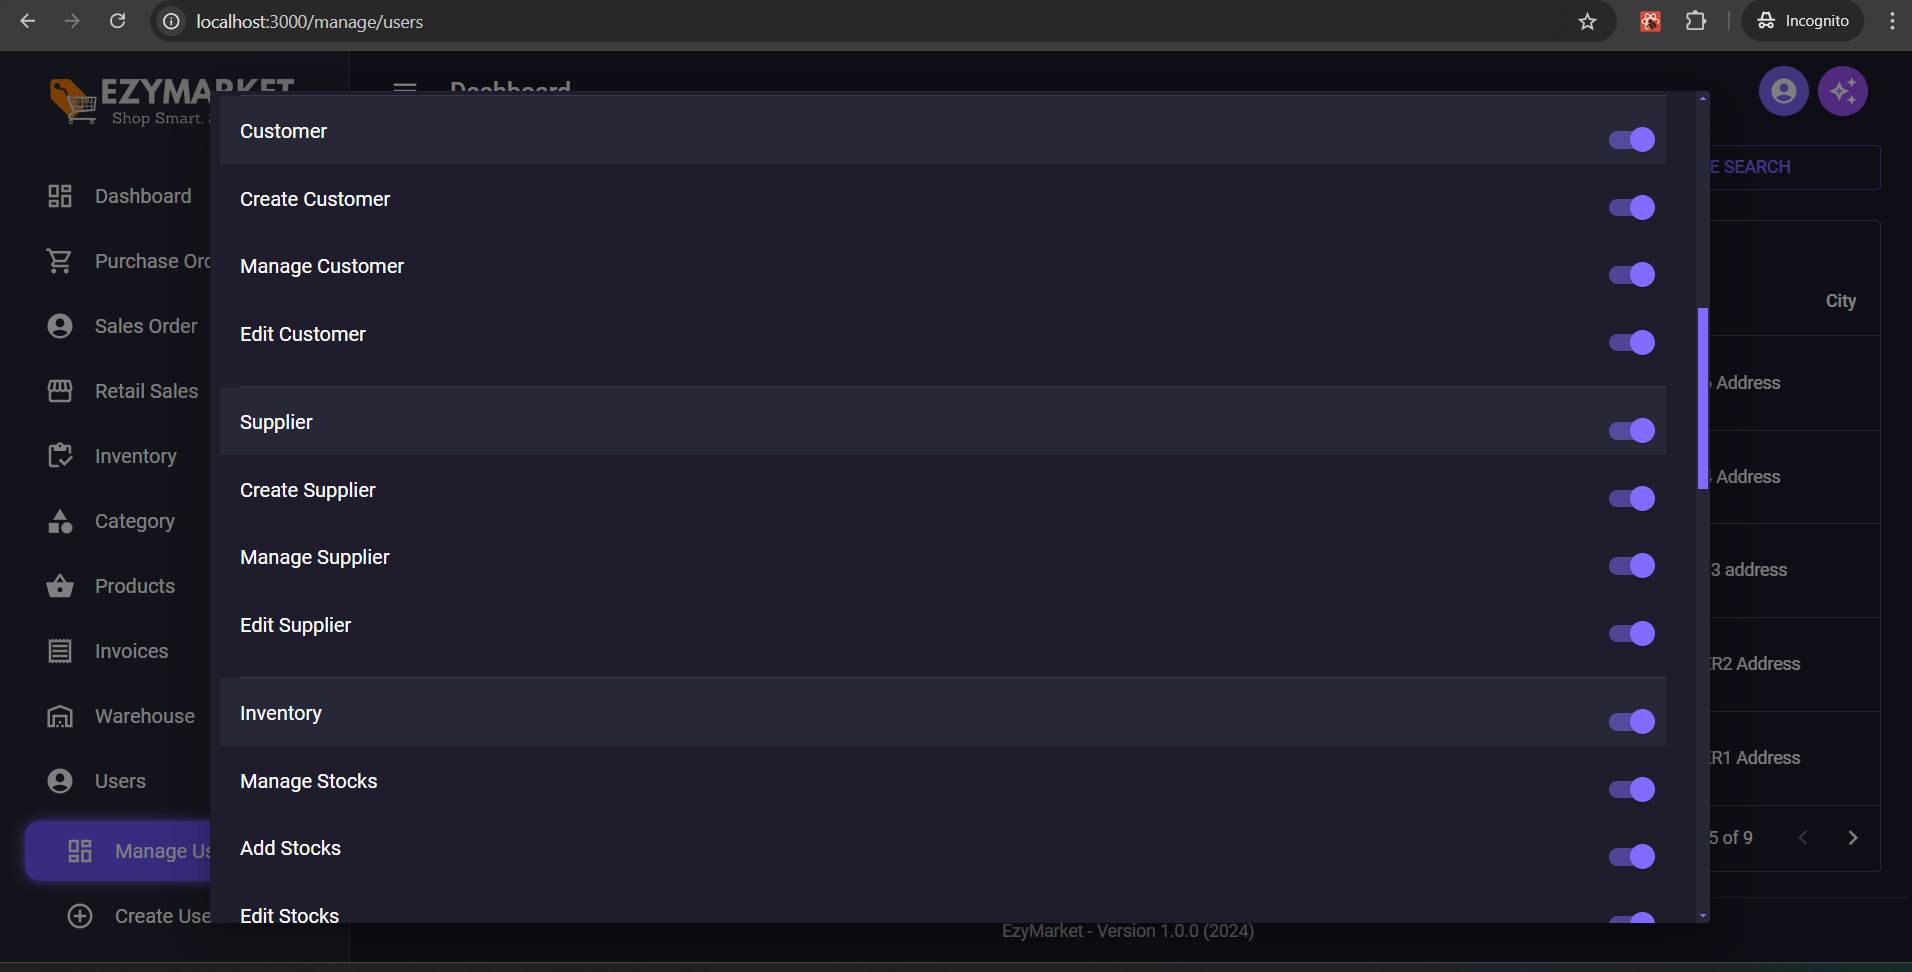 localhost:3000/manage/users
Incognito
EZYMARKET
Shop Smart,
Dashboard
Dashboard
Purchase Ord
Sales Order
Retail Sales
Inventory
Category
Products
Invoices
Warehouse
Users
Manage Us
Create Use
Customer
Create Customer
Manage Customer
Edit Customer
Supplier
Create Supplier
Manage Supplier
Edit Supplier
Inventory
Manage Stocks
Add Stocks
Edit Stocks
E SEARCH
City
Address
Address
3 address
ER2 Address
ER1 Address
5 of 9
EzyMarket - Version 1.0.0 (2024)